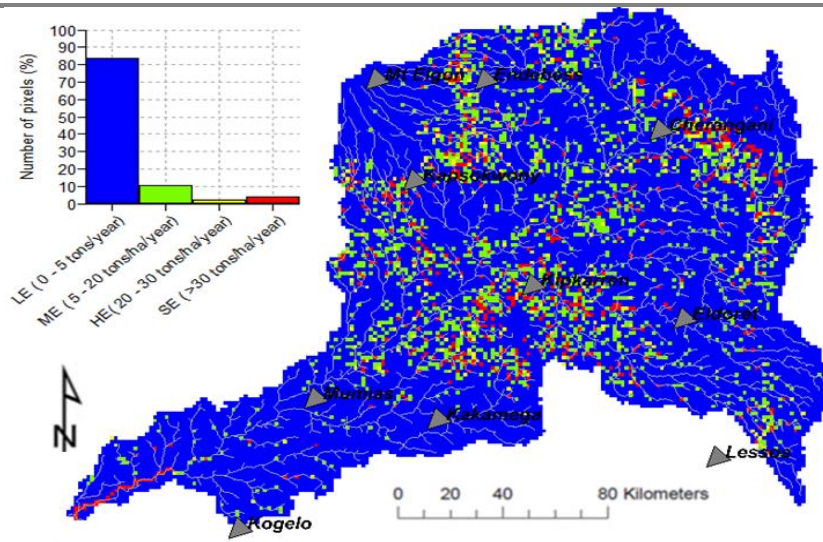 100
90
80
70
60
50
40
30
20
10
0
Number of pixels (%)
LE ( 0 - 5 tons/year)
ME ( 5 - 20 tons/ha/year)
HE( 20 - 30 tons/ha/year)
SE ( >30 tons/ha/year)
Mt Elgon
Endebess
Cherangani
Kapsokwony
Kipkarren
Eldoret
Mumias
Kakamega
Lessos
Kogelo
N
0 20 40 80 Kilometers